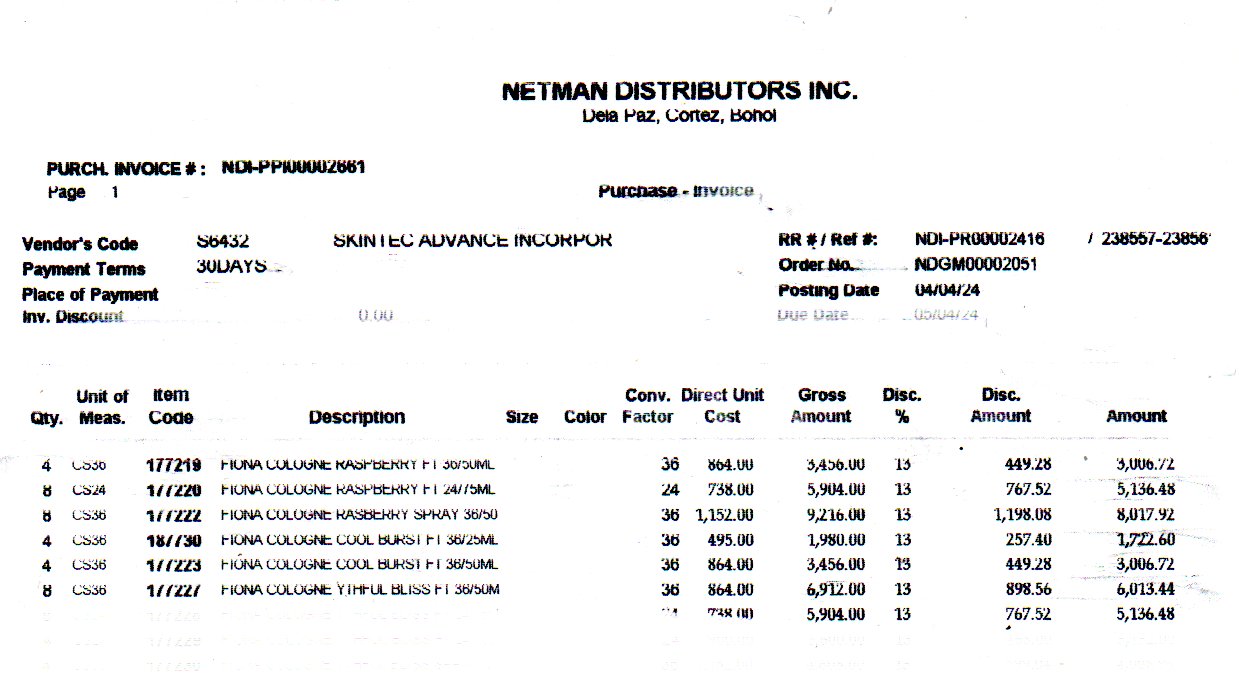 NETMAN DISTRIBUTORS INC.
Dela Paz, Cortez, Bohol
PURCH. INVOICE # : NDI-PPI00002661
Page 1
Purchase - Invoice
Vendor's Code S6432 SKINTEC ADVANCE INCORPOR RR # / Ref #: NDI-PR00002416 / 238557-23856
Payment Terms 30DAYS Order No. NDGM00002051
Place of Payment Posting Date 04/04/24
Inv. Discount 0.00 Due Date 05/04/24
Unit of Item Conv. Direct Unit Gross Disc. Disc.
Qty. Meas. Code Description Size Color Factor Cost Amount % Amount Amount
4 CS36 177219 FIONA COLOGNE RASPBERRY FT 36/50ML 36 864.00 3,456.00 13 449.28 3,006.72
8 CS24 177220 FIONA COLOGNE RASPBERRY FT 24/75ML 24 738.00 5,904.00 13 767.52 5,136.48
8 CS36 177222 FIONA COLOGNE RASBERRY SPRAY 36/50 36 1,152.00 9,216.00 13 1,198.08 8,017.92
4 CS36 187730 FIONA COLOGNE COOL BURST FT 36/25ML 36 495.00 1,980.00 13 257.40 1,722.60
4 CS36 177223 FIONA COLOGNE COOL BURST FT 36/50ML 36 864.00 3,456.00 13 449.28 3,006.72
8 CS36 177227 FIONA COLOGNE YTHFUL BLISS FT 36/50M 36 864.00 6,912.00 13 898.56 6,013.44
738.00 5,904.00 13 767.52 5,136.48